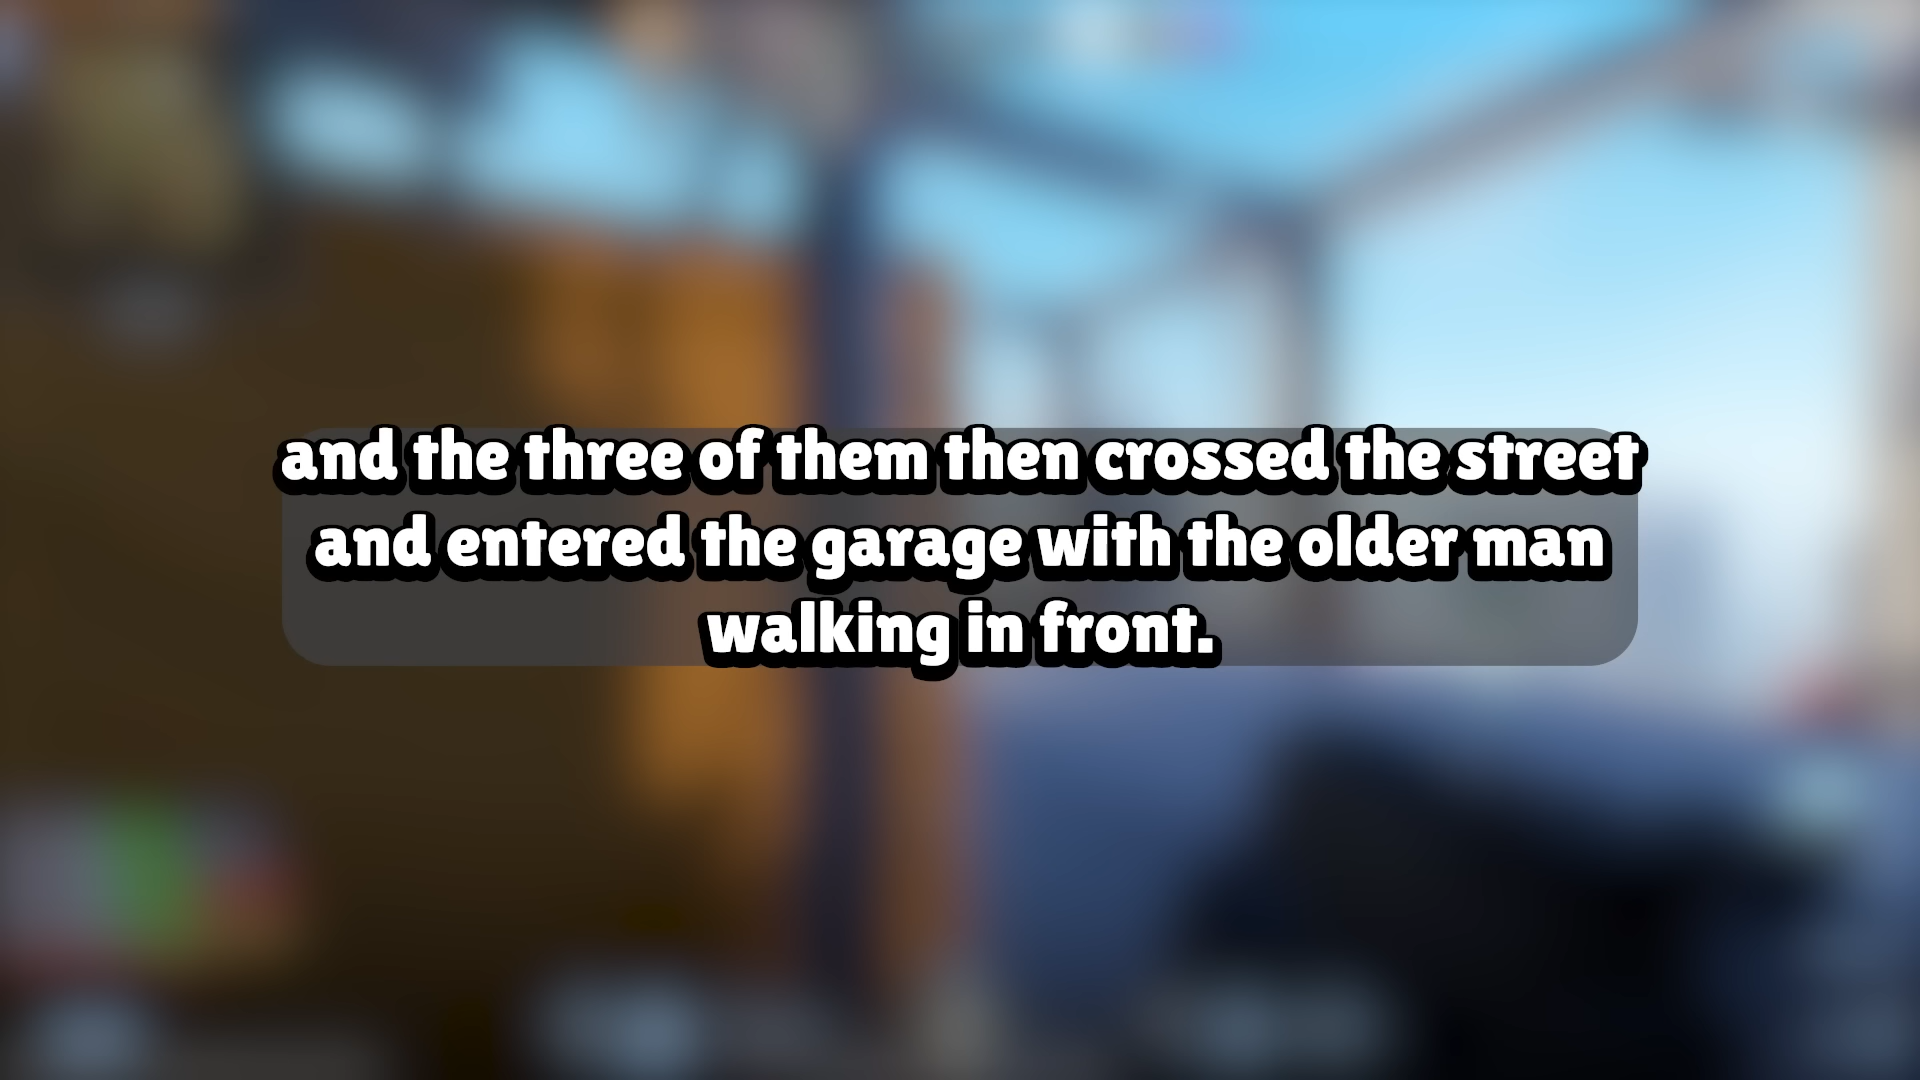 and the three of them then crossed the street
and entered the garage with the older man
walking in front.